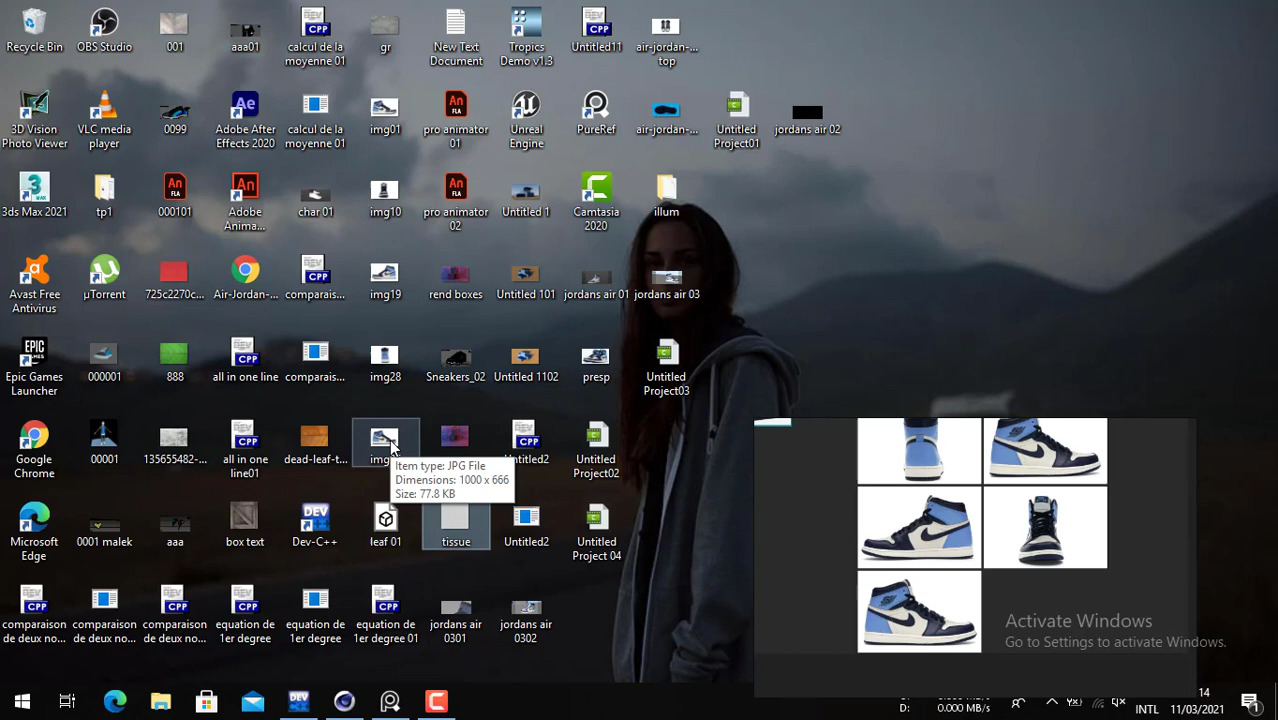 Recycle Bin
OBS Studio
001
aaa01
calcul de la
moyenne 01
gr
New Text
Document
Tropics
Demo v1.3
Untitled11
air-jordan-...
top
3D Vision
Photo Viewer
VLC media
player
0099
Adobe After
Effects 2020
calcul de la
moyenne 01
img01
pro animator
01
Unreal
Engine
PureRef
air-jordan-...
Untitled
Project01
jordans air 02
3ds Max 2021
tp1
000101
Adobe
Anima...
char 01
img10
pro animator
02
Untitled 1
Camtasia
2020
illum
Avast Free
Antivirus
µTorrent
725c2270c...
Air-Jordan-...
comparais...
img19
rend boxes
Untitled 101
jordans air 01
jordans air 03
Epic Games
Launcher
000001
888
all in one line
comparais...
img28
Sneakers_02
Untitled 1102
presp
Untitled
Project03
Google
Chrome
00001
135655482-...
all in one
line01
dead-leaf-t...
Untitled2
Untitled
Project02
Item type: JPG File
Dimensions: 1000 x 666
Size: 77.8 KB
Microsoft
Edge
0001 malek
aaa
box text
Dev-C++
leaf 01
tissue
Untitled2
Untitled
Project 04
comparaison
de deux no...
comparaison
de deux no...
comparaison
de deux no...
equation de
1er degree
equation de
1er degree
equation de
1er degree 01
jordans air
0301
jordans air
0302
Activate Windows
Go to Settings to activate Windows.
D: 0.000 MB/s
INTL
14
11/03/2021